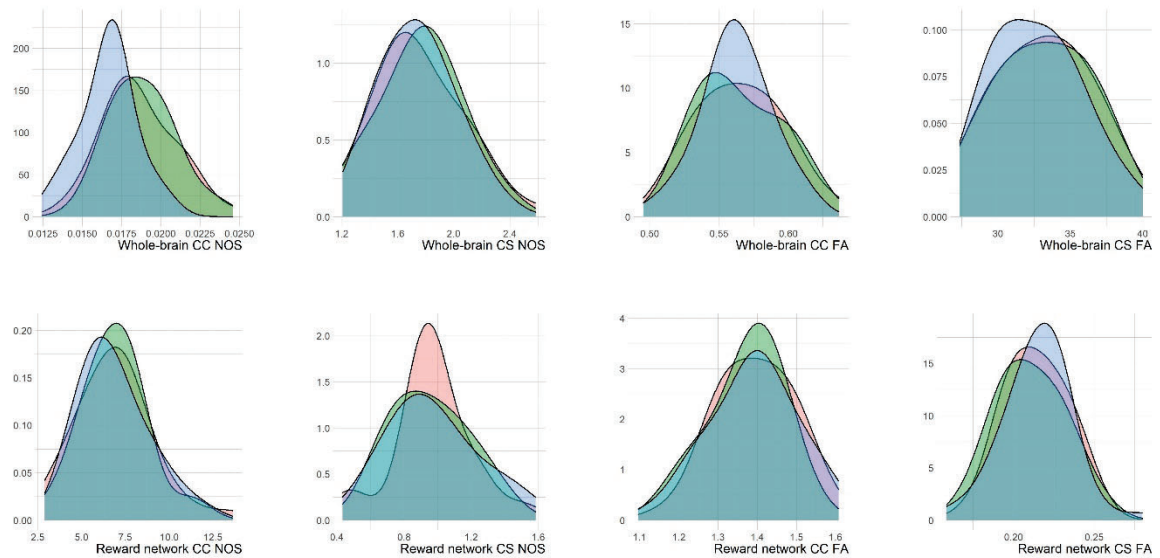 200
150
100
50
0
0.0125 0.0150 0.0175 0.0200 0.0225 0.0250
Whole-brain CC NOS
1.0
0.5
0.0
1.2 1.6 2.0 2.4
Whole-brain CS NOS
15
10
5
0
0.50 0.55 0.60
Whole-brain CC FA
0.100
0.075
0.050
0.025
0.000
30 35 40
Whole-brain CS FA
0.20
0.15
0.10
0.05
0.00
2.5 5.0 7.5 10.0 12.5
Reward network CC NOS
2.0
1.5
1.0
0.5
0.0
0.4 0.8 1.2 1.6
Reward network CS NOS
4
3
2
1
0
1.1 1.2 1.3 1.4 1.5 1.6
Reward network CC FA
15
10
5
0
0.20 0.25
Reward network CS FA